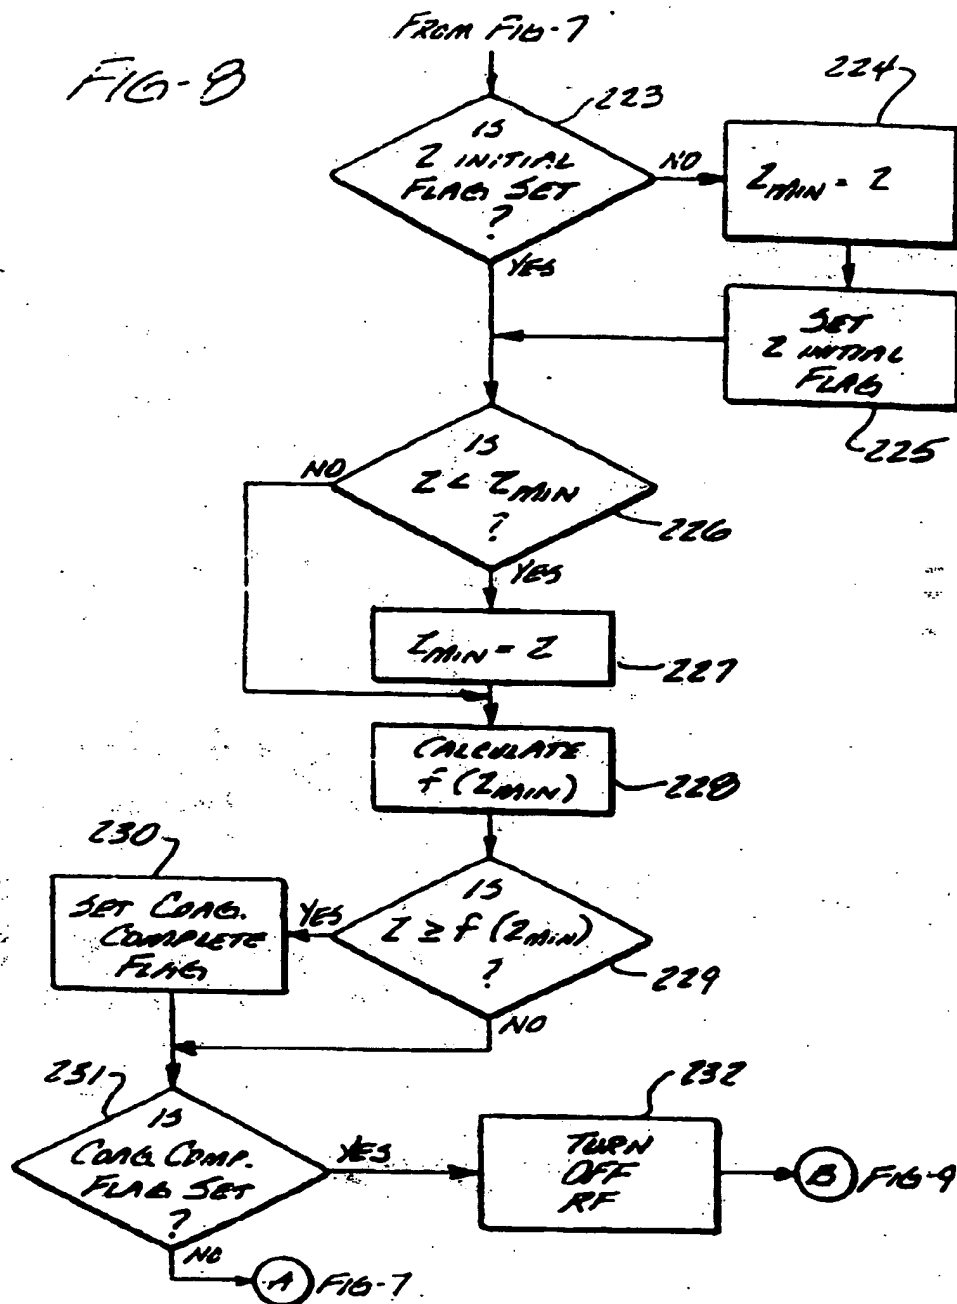 FIG-8
FROM FIG-7
223
IS
Z INITIAL
FLAG SET
?
NO
YES
224
ZMIN = Z
SET
Z INITIAL
FLAG
225
IS
Z < ZMIN
?
NO
YES
226
ZMIN = Z
227
CALCULATE
f (ZMIN)
228
IS
Z ≥ f (ZMIN)
?
YES
NO
229
230
SET COAG.
COMPLETE
FLAG
231
IS
COAG. COMP.
FLAG SET
?
YES
NO
232
TURN
OFF
RF
B FIG-9
A FIG-7